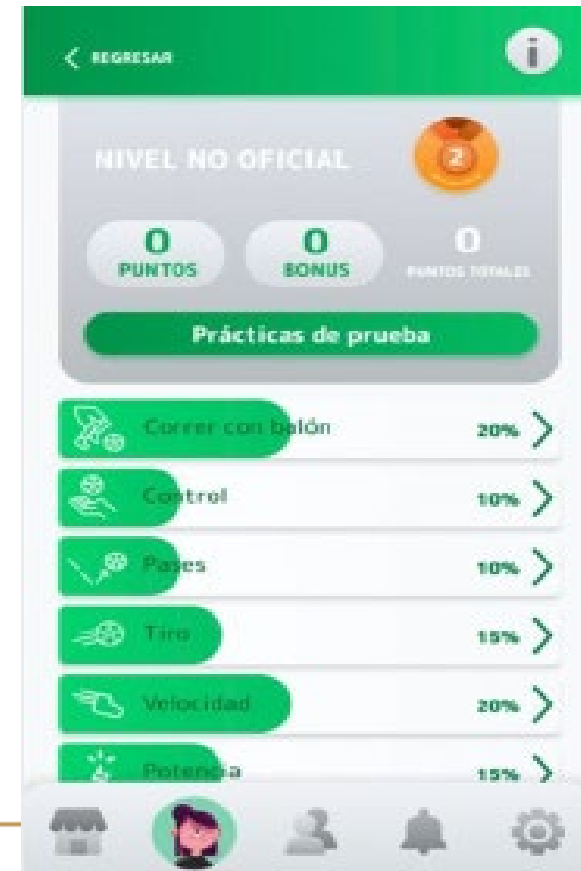 REGRESAR
i
NIVEL NO OFICIAL
2
0
PUNTOS
0
BONUS
0
PUNTOS TOTALES
Prácticas de prueba
Correr con balón
20%
Control
10%
Pases
10%
Tiro
15%
Velocidad
20%
Potencia
15%